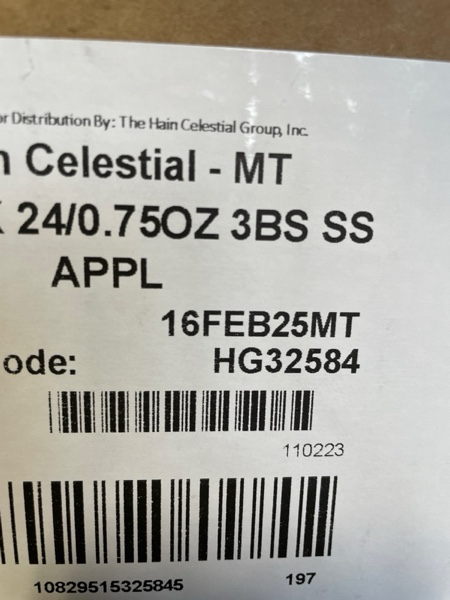 or Distribution By: The Hain Celestial Group, Inc.
n Celestial - MT
24/0.75OZ 3BS SS
APPL
16FEB25MT
ode: HG32584
110223
10829515325845 197